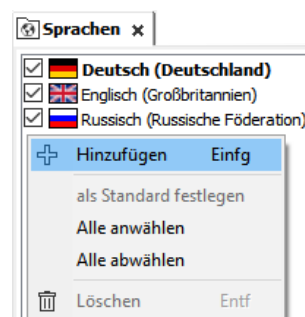 Sprachen
Deutsch (Deutschland)
Englisch (Großbritannien)
Russisch (Russische Föderation)
Hinzufügen Einfg
als Standard festlegen
Alle anwählen
Alle abwählen
Löschen Entf